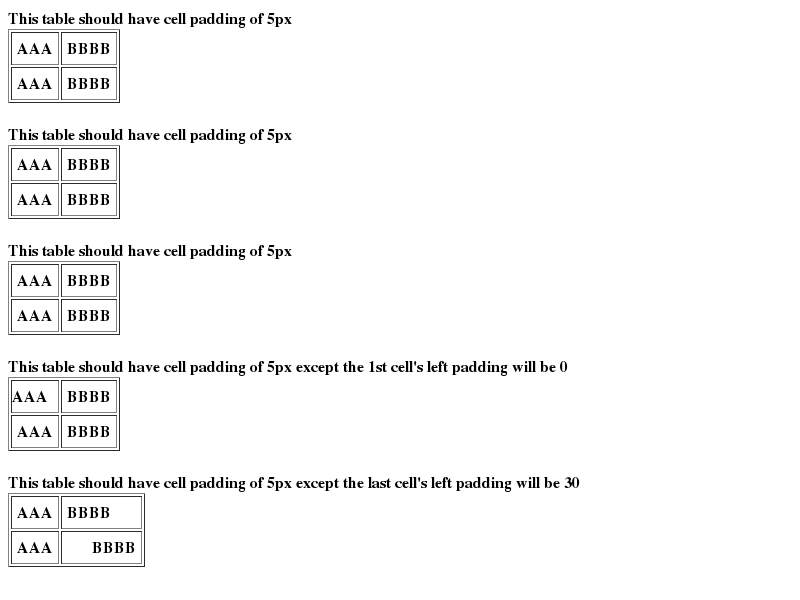 This table should have cell padding of 5px
AAA BBBB
AAA BBBB
This table should have cell padding of 5px
AAA BBBB
AAA BBBB
This table should have cell padding of 5px
AAA BBBB
AAA BBBB
This table should have cell padding of 5px except the 1st cell's left padding will be 0
AAA BBBB
AAA BBBB
This table should have cell padding of 5px except the last cell's left padding will be 30
AAA BBBB
AAA BBBB